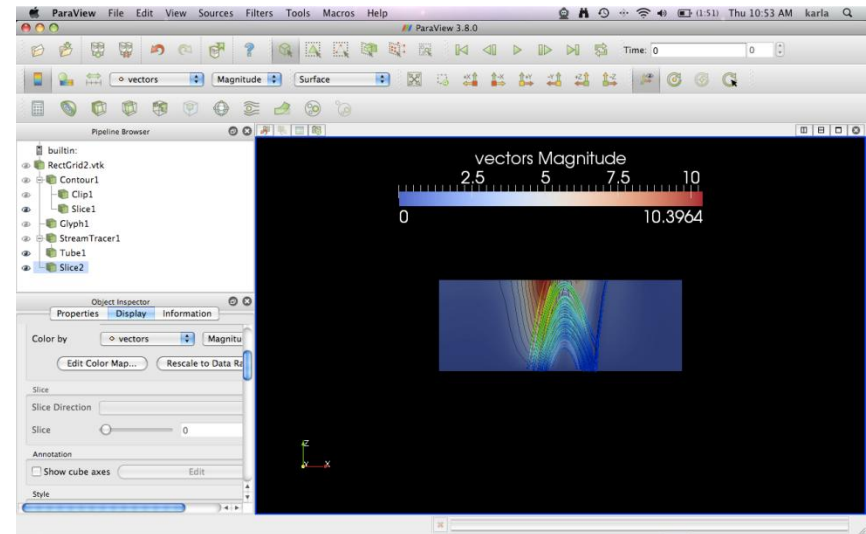 ParaView File Edit View Sources Filters Tools Macros Help (1:51) Thu 10:53 AM karla
ParaView 3.8.0
Time: 0 0
vectors Magnitude Surface
Pipeline Browser
builtin:
RectGrid2.vtk
Contour1
Clip1
Slice1
Glyph1
StreamTracer1
Tube1
Slice2
Object Inspector
Properties Display Information
Color by vectors Magnitu
Edit Color Map... Rescale to Data Ra
Slice
Slice Direction
Slice 0
Annotation
Show cube axes Edit
Style
vectors Magnitude
2.5 5 7.5 10
0 10.3964
Z
Y X